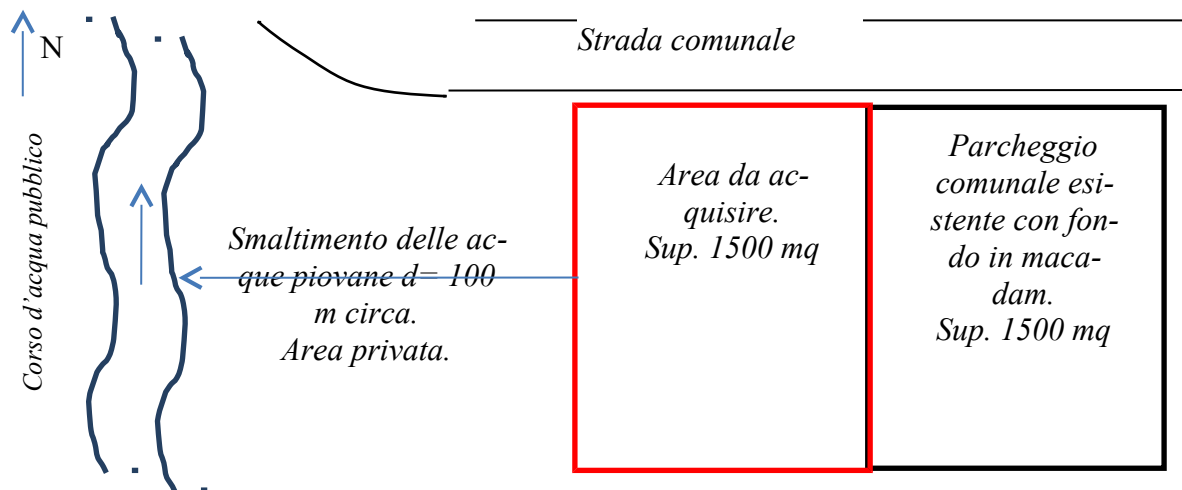 N
Corso d'acqua pubblico
Strada comunale
Smaltimento delle ac-
que piovane d= 100
m circa.
Area privata.
Area da ac-
quisire.
Sup. 1500 mq
Parcheggio
comunale esi-
stente con fon-
do in maca-
dam.
Sup. 1500 mq